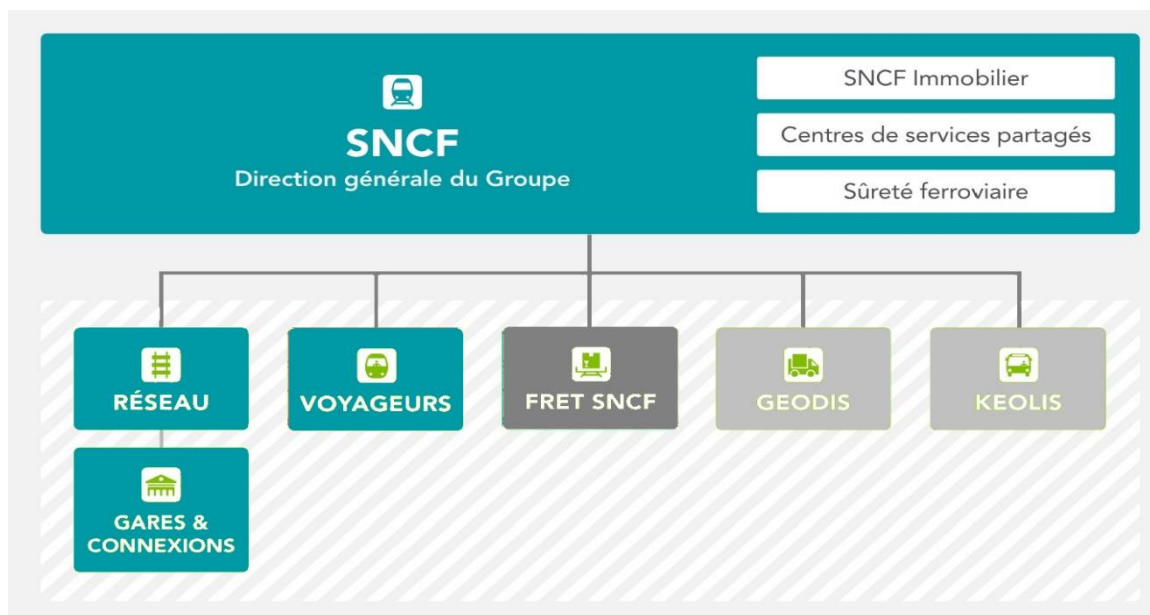 SNCF
Direction générale du Groupe
SNCF Immobilier
Centres de services partagés
Sûreté ferroviaire
RÉSEAU
VOYAGEURS
FRET SNCF
GEODIS
KEOLIS
GARES &
CONNEXIONS